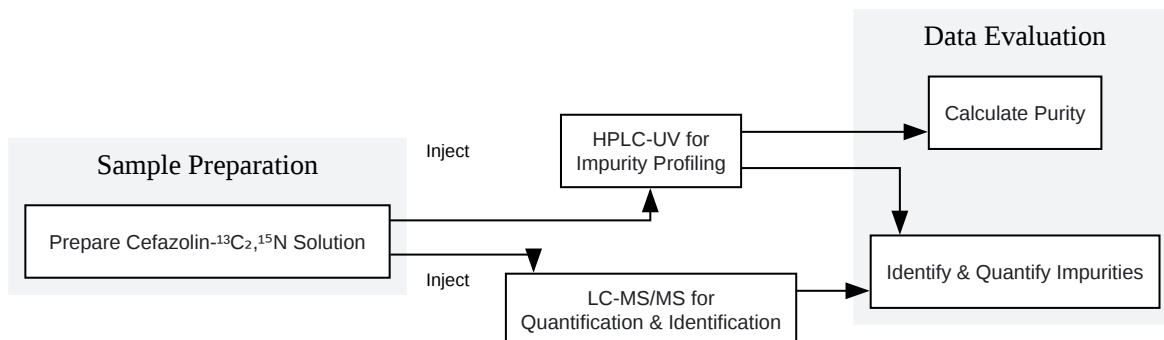 Data Evaluation
Calculate Purity
HPLC-UV for
Impurity Profiling
Inject
Sample Preparation
Prepare Cefazolin-¹³C₂,¹⁵N Solution
Inject
Identify & Quantify Impurities
LC-MS/MS for
Quantification & Identification